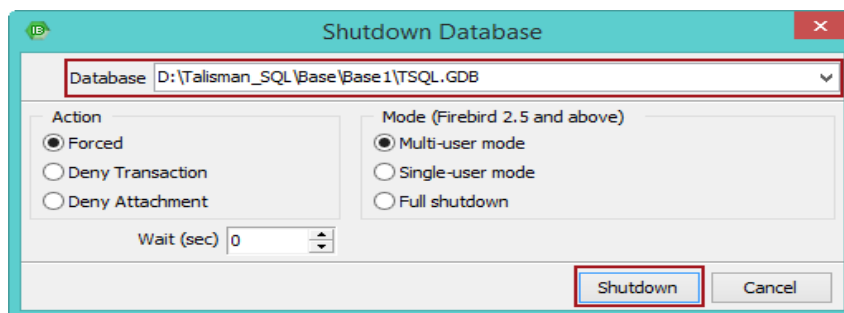 IB
Shutdown Database
Database D:\Talisman_SQL\Base\Base1\TSQL.GDB
Action
Forced
Deny Transaction
Deny Attachment
Wait (sec) 0
Mode (Firebird 2.5 and above)
Multi-user mode
Single-user mode
Full shutdown
Shutdown Cancel